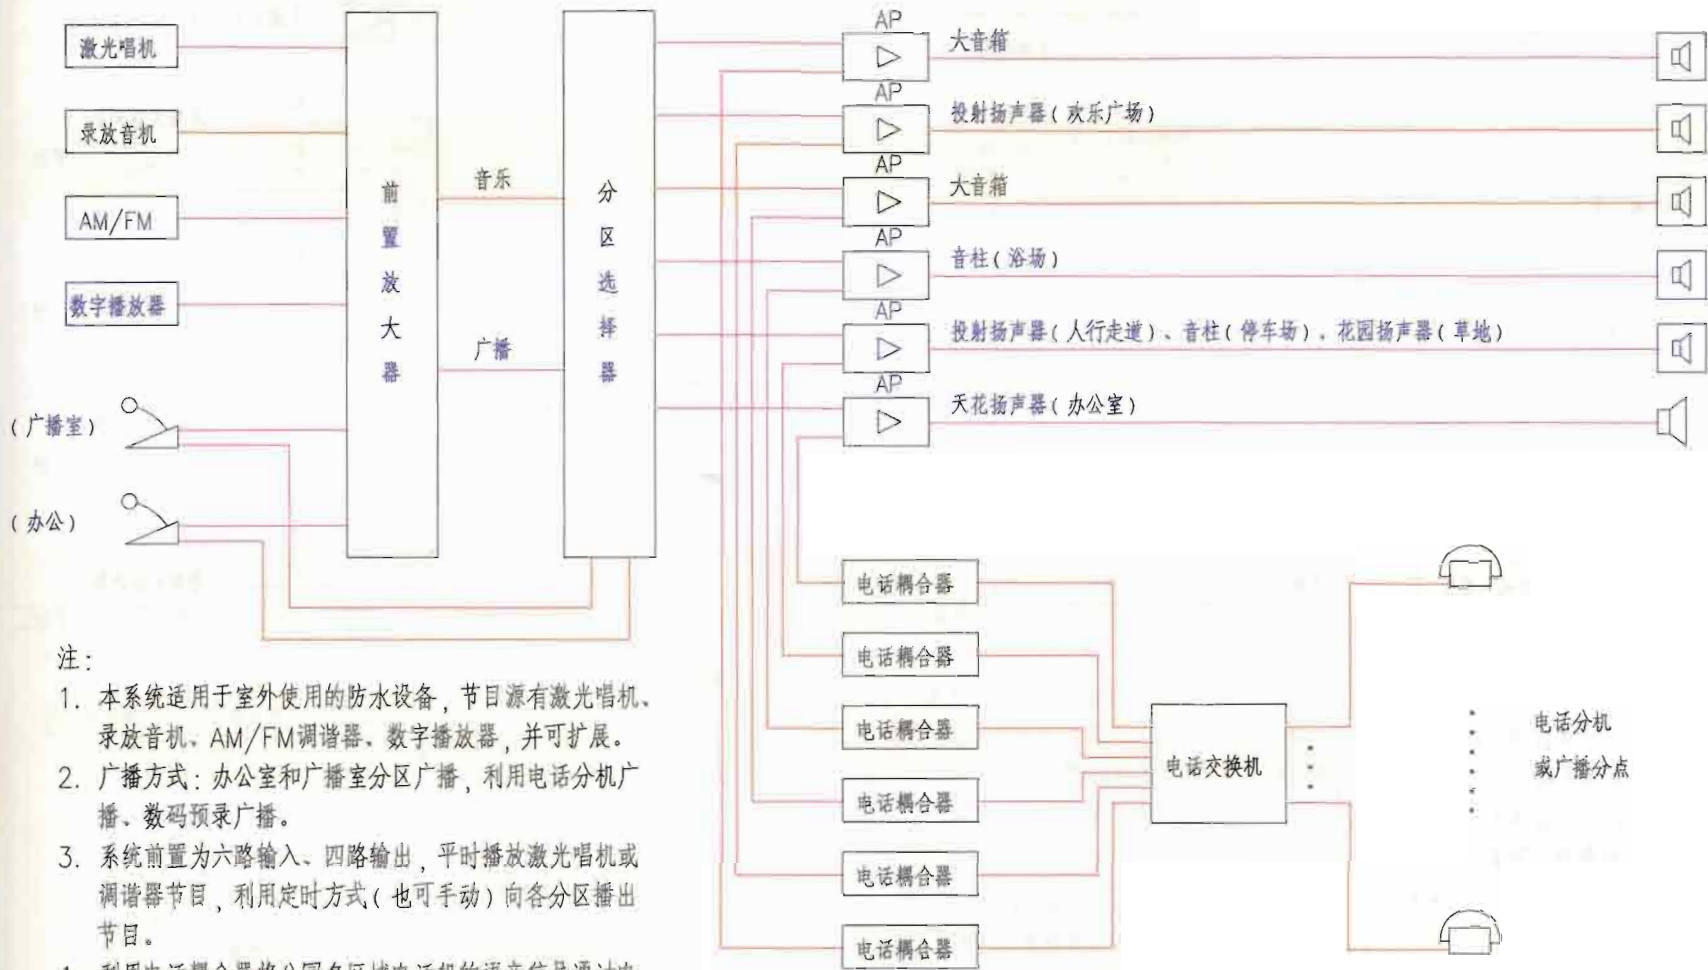 激光唱机
录放音机
AM/FM
数字播放器
(广播室)
(办公)
前置放大器
音乐
广播
分区选择器
AP
大音箱
AP
投射扬声器(欢乐广场)
AP
大音箱
AP
音柱(浴场)
AP
投射扬声器(人行走道)、音柱(停车场)、花园扬声器(草地)
AP
天花扬声器(办公室)
电话耦合器
电话耦合器
电话耦合器
电话耦合器
电话耦合器
电话耦合器
电话交换机
电话分机
或广播分点
注:
1. 本系统适用于室外使用的防水设备,节目源有激光唱机、
录放音机、AM/FM调谐器、数字播放器,并可扩展。
2. 广播方式:办公室和广播室分区广播,利用电话分机广
播、数码预录广播。
3. 系统前置为六路输入、四路输出,平时播放激光唱机或
调谐器节目,利用定时方式(也可手动)向各分区播出
节目。